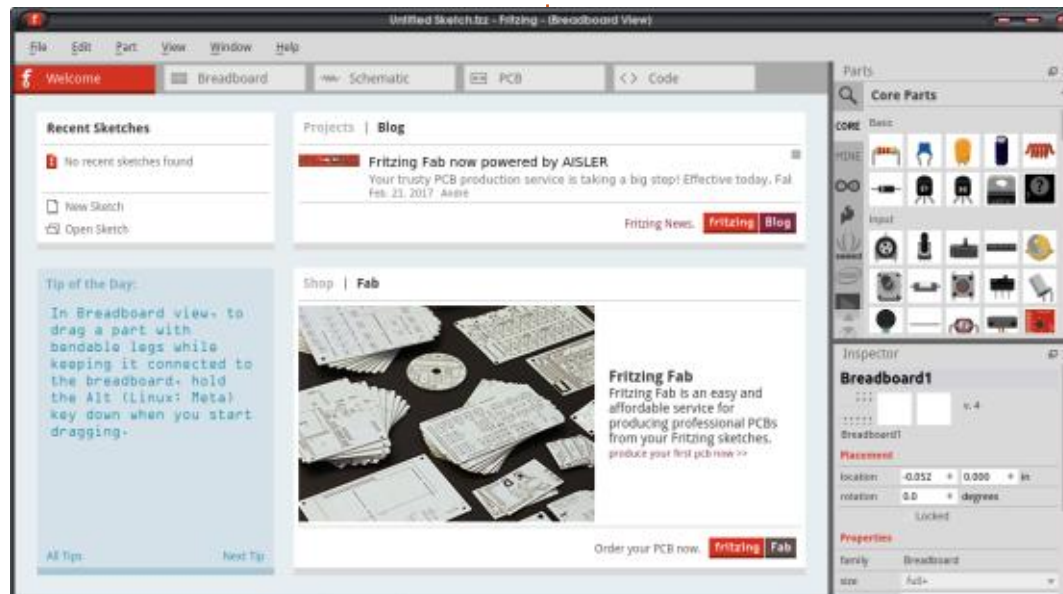 Untitled Sketch.fzz - Fritzing - (Breadboard View)
File Edit Part View Window Help
Welcome Breadboard Schematic PCB <> Code
Recent Sketches
No recent sketches found
New Sketch
Open Sketch
Projects | Blog
Fritzing Fab now powered by AISLER
Your trusty PCB production service is taking a big step! Effective today, Fal
Feb. 21, 2017 André
Fritzing News. fritzing Blog
Tip of the Day:
In Breadboard view, to
drag a part with
bendable legs while
keeping it connected to
the breadboard, hold
the Alt (Linux: Meta)
key down when you start
dragging.
All Tips Next Tip
Shop | Fab
Fritzing Fab
Fritzing Fab is an easy and
affordable service for
producing professional PCBs
from your Fritzing sketches.
produce your first pcb now >>
Order your PCB now. fritzing Fab
Parts
Core Parts
CORE Basic
MINE
Input
Inspector
Breadboard1
v. 4
Breadboard1
Placement
location -0.052 0.000 in
rotation 0.0 degrees
Locked
Properties
family Breadboard
size full+